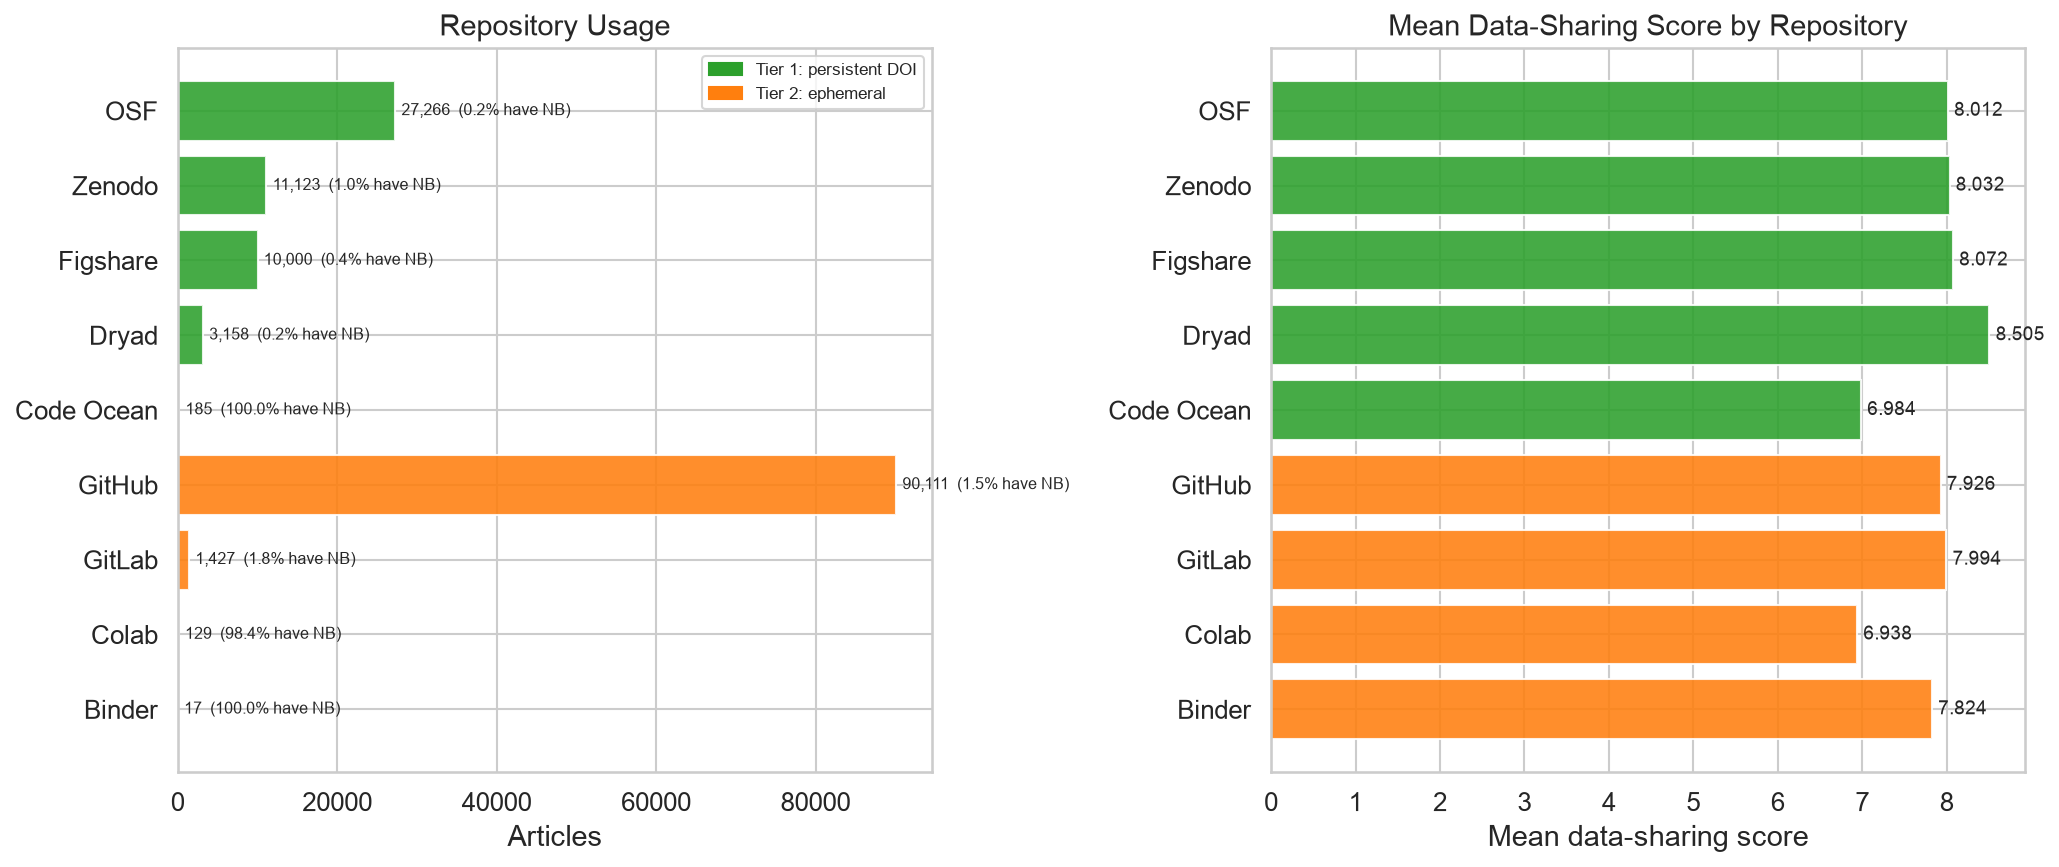 Repository Usage
Tier 1: persistent DOI
Tier 2: ephemeral
OSF
27,266 (0.2% have NB)
Zenodo
11,123 (1.0% have NB)
Figshare
10,000 (0.4% have NB)
Dryad
3,158 (0.2% have NB)
Code Ocean
185 (100.0% have NB)
GitHub
90,111 (1.5% have NB)
GitLab
1,427 (1.8% have NB)
Colab
129 (98.4% have NB)
Binder
17 (100.0% have NB)
0 20000 40000 60000 80000
Articles
Mean Data-Sharing Score by Repository
OSF
8.012
Zenodo
8.032
Figshare
8.072
Dryad
8.505
Code Ocean
6.984
GitHub
7.926
GitLab
7.994
Colab
6.938
Binder
7.824
0 1 2 3 4 5 6 7 8
Mean data-sharing score